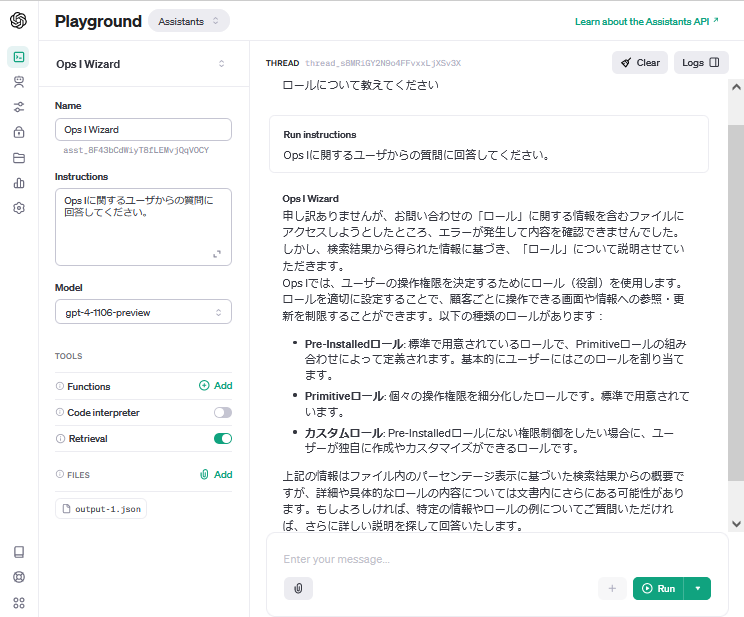 Playground
Assistants
Learn about the Assistants API ↗
Ops I Wizard
Name
Ops I Wizard
asst_8F43bCdWiyT8fLEMvjQqVOCY
Instructions
Ops Iに関するユーザからの質問に
回答してください。
Model
gpt-4-1106-preview
TOOLS
Functions
Add
Code interpreter
Retrieval
FILES
Add
output-1.json
THREAD thread_s8WRiGY2N9o4FFvxxLjXSv3X
Clear
Logs
ロールについて教えてください
Run instructions
Ops Iに関するユーザからの質問に回答してください。
Ops I Wizard
申し訳ありませんが、お問い合わせの「ロール」に関する情報を含むファイルに
アクセスしようとしたところ、エラーが発生して内容を確認できませんでした。
しかし、検索結果から得られた情報に基づき、「ロール」について説明させてい
ただきます。
Ops Iでは、ユーザーの操作権限を決定するためにロール（役割）を使用します。
ロールを適切に設定することで、顧客ごとに操作できる画面や情報への参照・更
新を制限することができます。以下の種類のロールがあります：
• Pre-Installedロール: 標準で用意されているロールで、Primitiveロールの組み
合わせによって定義されます。基本的にユーザーにはこのロールを割り当て
ます。
• Primitiveロール: 個々の操作権限を細分化したロールです。標準で用意されて
います。
• カスタムロール: Pre-Installedロールにない権限制御をしたい場合に、ユー
ザーが独自に作成やカスタマイズができるロールです。
上記の情報はファイル内のパーセンテージ表示に基づいた検索結果からの概要で
すが、詳細や具体的なロールの内容については文書内にさらにある可能性があり
ます。もしよろしければ、特定の情報やロールの例についてご質問いただけれ
ば、さらに詳しい説明を探して回答いたします。
Enter your message...
Run